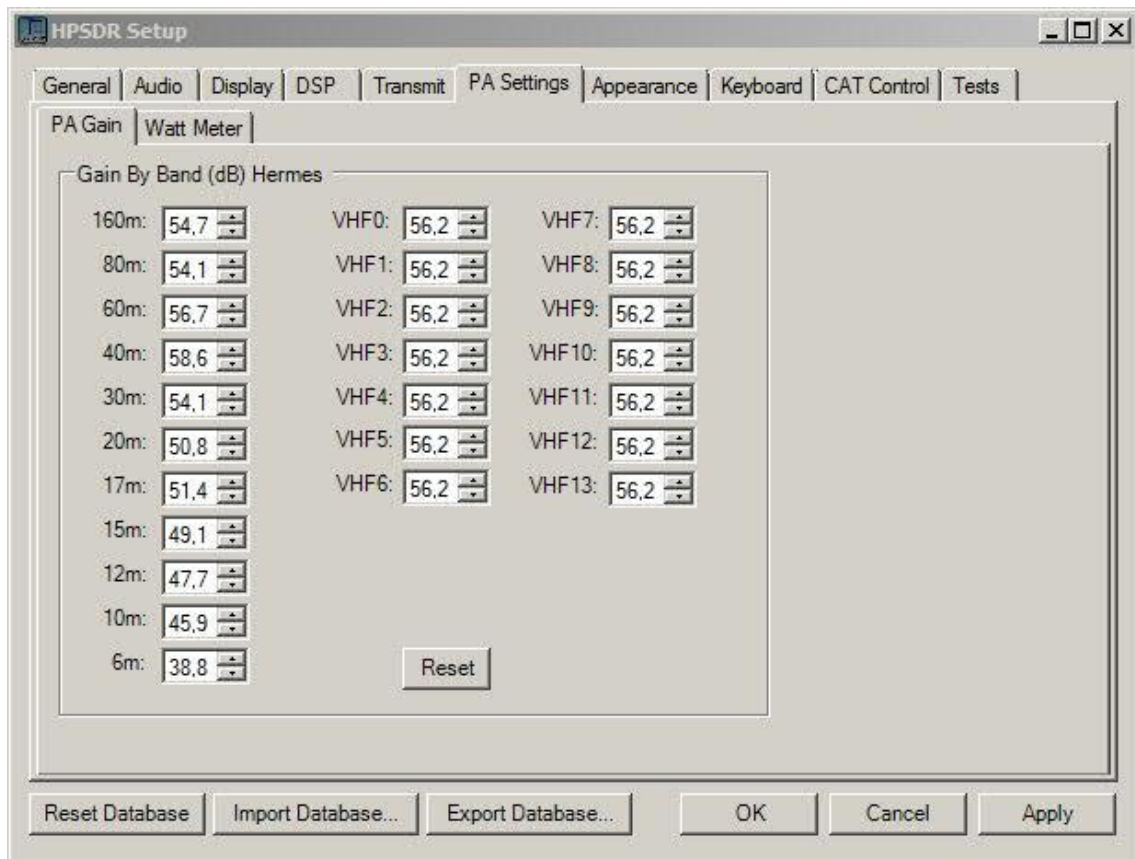 HPSDR Setup
General Audio Display DSP Transmit PA Settings Appearance Keyboard CAT Control Tests
PA Gain Watt Meter
Gain By Band (dB) Hermes
160m: 54,7 VHF0: 56,2 VHF7: 56,2
80m: 54,1 VHF1: 56,2 VHF8: 56,2
60m: 56,7 VHF2: 56,2 VHF9: 56,2
40m: 58,6 VHF3: 56,2 VHF10: 56,2
30m: 54,1 VHF4: 56,2 VHF11: 56,2
20m: 50,8 VHF5: 56,2 VHF12: 56,2
17m: 51,4 VHF6: 56,2 VHF13: 56,2
15m: 49,1
12m: 47,7
10m: 45,9
6m: 38,8 Reset
Reset Database Import Database... Export Database... OK Cancel Apply